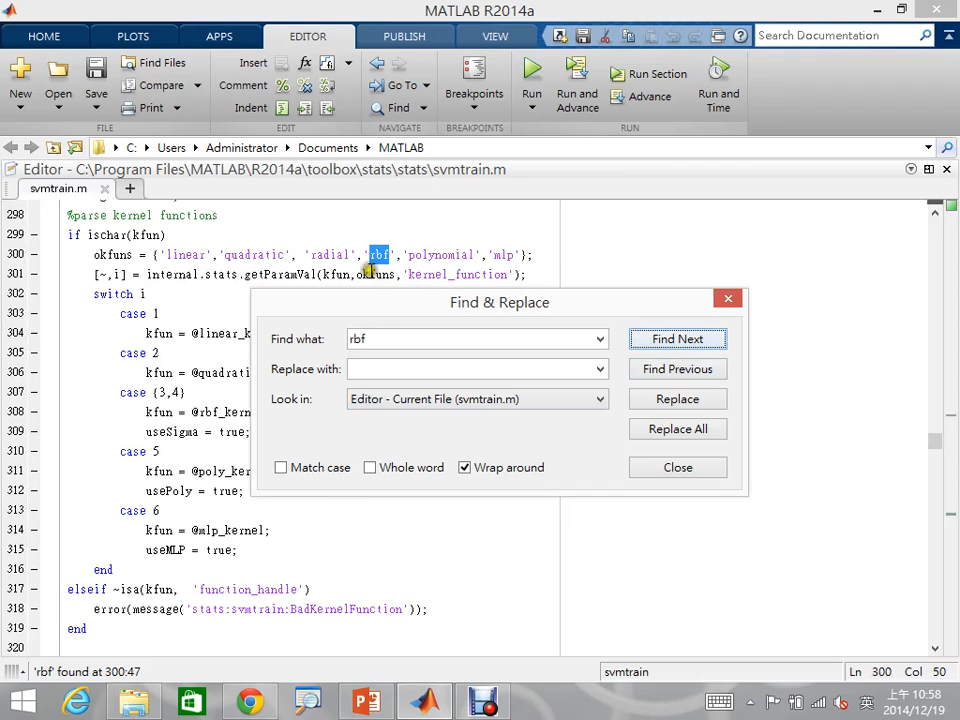 MATLAB R2014a
HOME PLOTS APPS EDITOR PUBLISH VIEW Search Documentation
New Open Save Find Files Compare Print
Insert fx Comment Indent
Go To Find Breakpoints
Run Run and Advance Run Section Advance Run and Time
FILE EDIT NAVIGATE BREAKPOINTS RUN
C: Users Administrator Documents MATLAB
Editor - C:\Program Files\MATLAB\R2014a\toolbox\stats\stats\svmtrain.m
svmtrain.m
298 %parse kernel functions
299 – if ischar(kfun)
300 – okfuns = {'linear','quadratic', 'radial','rbf','polynomial','mlp'};
301 – [~,i] = internal.stats.getParamVal(kfun,okfuns,'kernel_function');
302 – switch i
303 – case 1
304 – kfun = @linear_k
305 – case 2
306 – kfun = @quadrati
307 – case {3,4}
308 – kfun = @rbf_kern
309 – useSigma = true;
310 – case 5
311 – kfun = @poly_ker
312 – usePoly = true;
313 – case 6
314 – kfun = @mlp_kernel;
315 – useMLP = true;
316 – end
317 – elseif ~isa(kfun, 'function_handle')
318 – error(message('stats:svmtrain:BadKernelFunction'));
319 – end
320
Find & Replace
Find what: rbf Find Next
Replace with: Find Previous
Look in: Editor - Current File (svmtrain.m) Replace
Replace All
Match case Whole word Wrap around Close
'rbf' found at 300:47 svmtrain Ln 300 Col 50
英 上午 10:58
2014/12/19